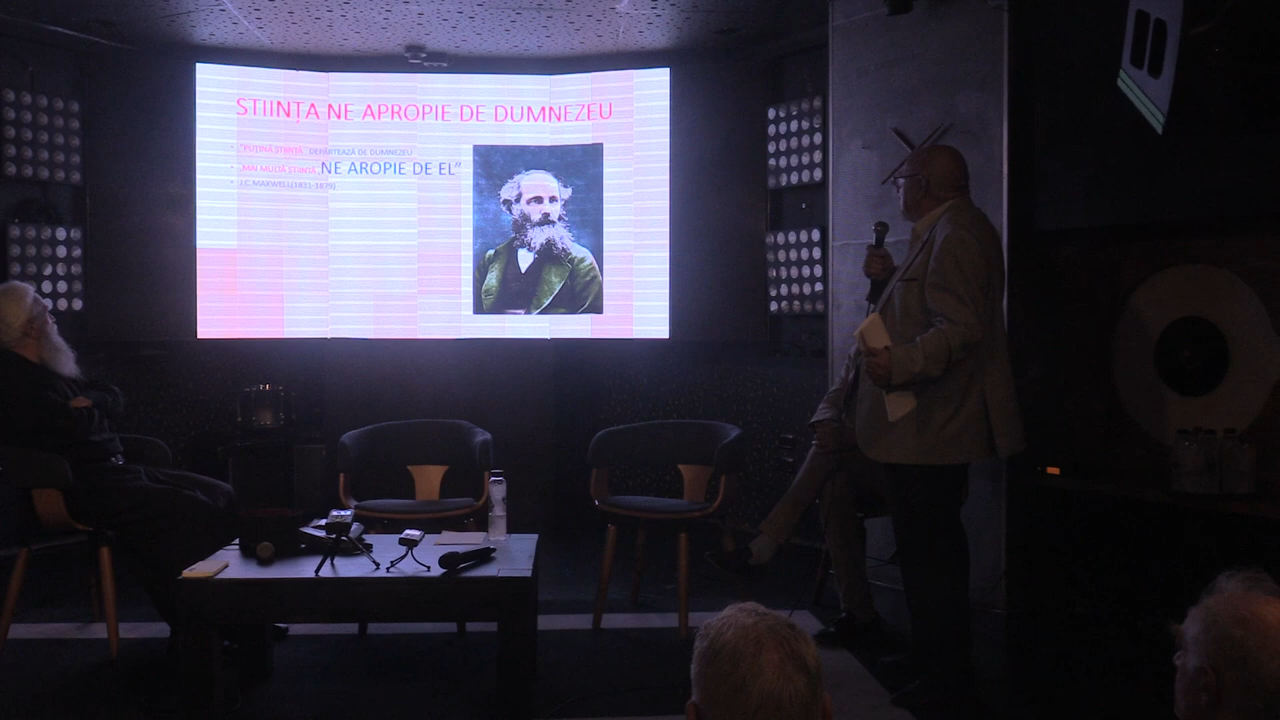 STIINȚA NE APROPIE DE DUMNEZEU
• "PUȚINĂ ȘTIINȚĂ DEPĂRTEAZĂ DE DUMNEZEU
• „MAI MULTĂ ȘTIINȚĂ, NE AROPIE DE EL”
• J.C.MAXWELL(1831-1879)